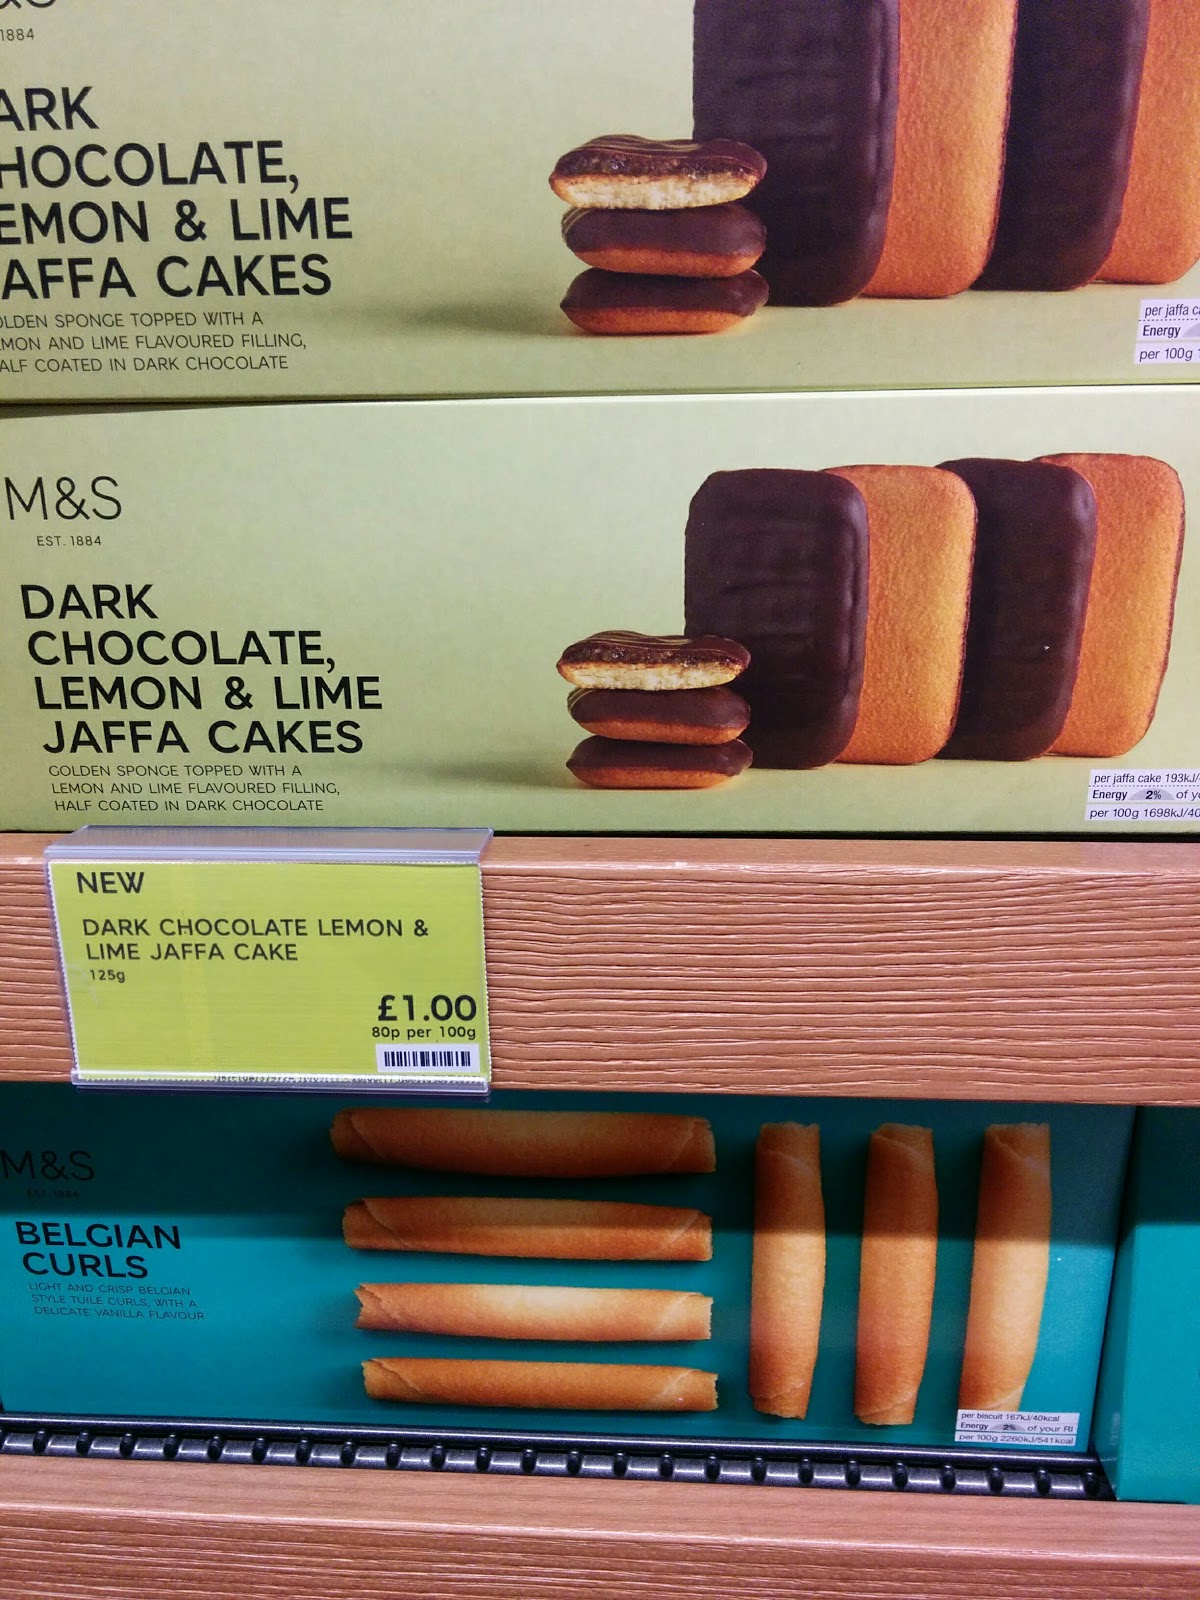 1884
ARK
HOCOLATE,
EMON & LIME
AFFA CAKES
OLDEN SPONGE TOPPED WITH A
MON AND LIME FLAVOURED FILLING,
ALF COATED IN DARK CHOCOLATE
per jaffa c
Energy
per 100g 1
M&S
EST. 1884
DARK
CHOCOLATE,
LEMON & LIME
JAFFA CAKES
GOLDEN SPONGE TOPPED WITH A
LEMON AND LIME FLAVOURED FILLING,
HALF COATED IN DARK CHOCOLATE
per jaffa cake 193kJ/
Energy 2% of yo
per 100g 1698kJ/40
NEW
DARK CHOCOLATE LEMON &
LIME JAFFA CAKE
125g
£1.00
80p per 100g
M&S
EST. 1884
BELGIAN
CURLS
LIGHT AND CRISP BELGIAN
STYLE TUILE CURLS, WITH A
DELICATE VANILLA FLAVOUR
per biscuit 167kJ/40kcal
Energy 2% of your RI
per 100g 2260kJ/541kcal